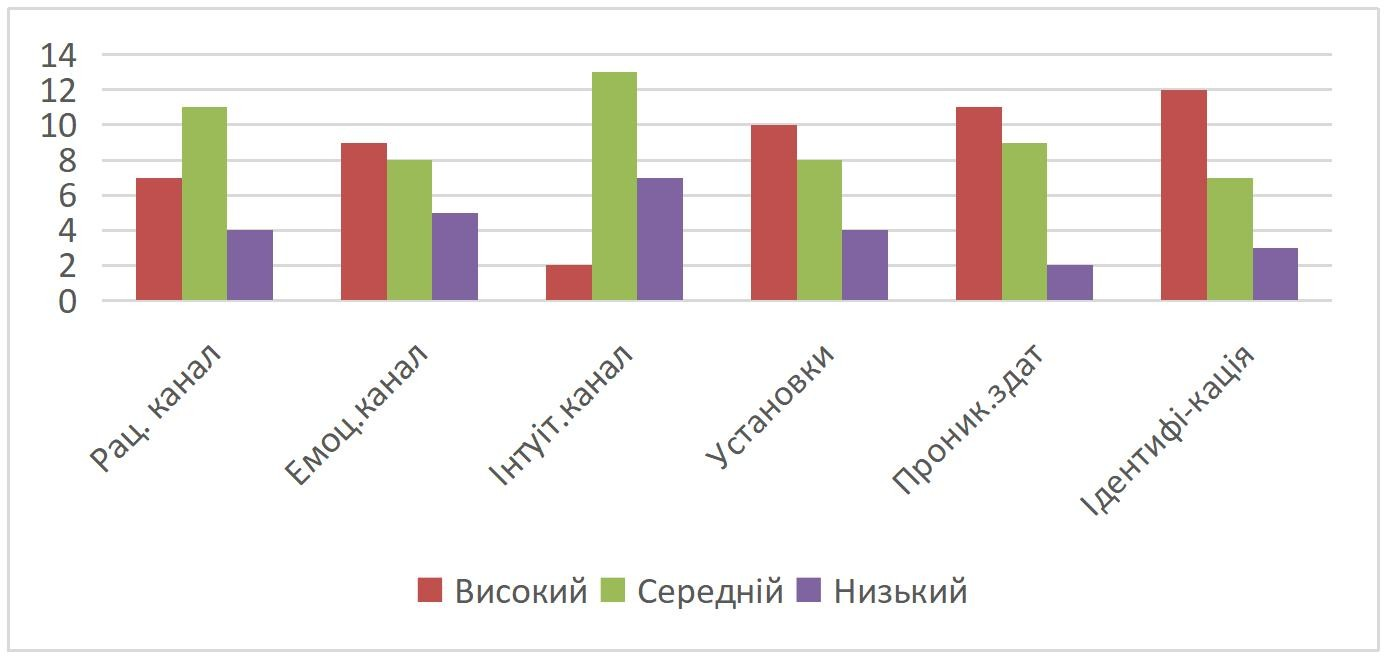 14
12
10
8
6
4
2
0
Рац. канал
Емоц.канал
Інтуїт.канал
Установки
Проник.здат
Ідентифі-кація
Високий Середній Низький